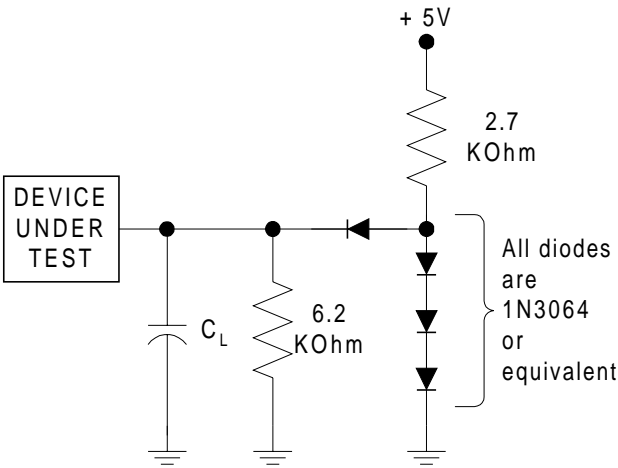 + 5V
2.7
KOhm
DEVICE
UNDER
TEST
C_L
6.2
KOhm
All diodes
are
1N3064
or
equivalent